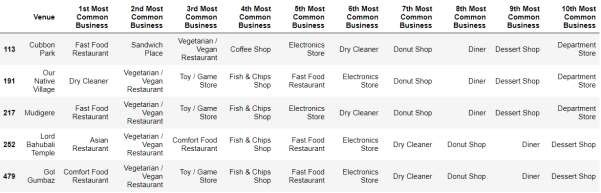 Venue 1st Most Common Business 2nd Most Common Business 3rd Most Common Business 4th Most Common Business 5th Most Common Business 6th Most Common Business 7th Most Common Business 8th Most Common Business 9th Most Common Business 10th Most Common Business
113 Cubbon Park Fast Food Restaurant Sandwich Place Vegetarian / Vegan Restaurant Coffee Shop Electronics Store Dry Cleaner Donut Shop Diner Dessert Shop Department Store
191 Our Native Village Dry Cleaner Vegetarian / Vegan Restaurant Toy / Game Store Fish & Chips Shop Fast Food Restaurant Electronics Store Donut Shop Diner Dessert Shop Department Store
217 Mudigere Fast Food Restaurant Vegetarian / Vegan Restaurant Toy / Game Store Fish & Chips Shop Electronics Store Dry Cleaner Donut Shop Diner Dessert Shop Department Store
252 Lord Bahubali Temple Asian Restaurant Vegetarian / Vegan Restaurant Comfort Food Restaurant Fish & Chips Shop Fast Food Restaurant Electronics Store Dry Cleaner Donut Shop Diner Dessert Shop
479 Gol Gumbaz Comfort Food Restaurant Vegetarian / Vegan Restaurant Toy / Game Store Fish & Chips Shop Fast Food Restaurant Electronics Store Dry Cleaner Donut Shop Diner Dessert Shop